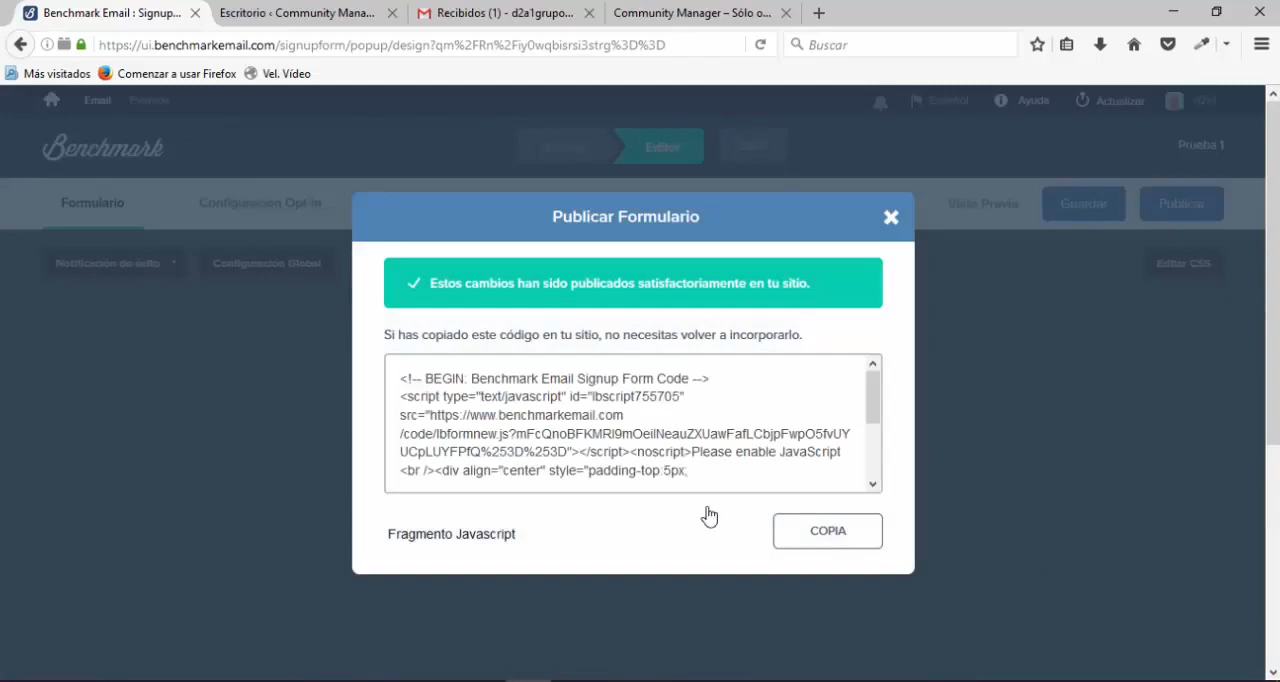 Benchmark Email : Signup...
Escritorio ‹ Community Mana...
Recibidos (1) - d2a1grupo...
Community Manager – Sólo o...
https://ui.benchmarkemail.com/signupform/popup/design?qm%2FRn%2Fiy0wqbisrsi3strg%3D%3D
Buscar
Más visitados
Comenzar a usar Firefox
Vel. Vídeo
Email
Eventos
Español
Ayuda
Actualizar
Benchmark
Editor
Prueba 1
Formulario
Configuración Opt-in
Vista Previa
Guardar
Publicar
Notificación de éxito
Configuración Global
Editar CSS
Publicar Formulario
Estos cambios han sido publicados satisfactoriamente en tu sitio.
Si has copiado este código en tu sitio, no necesitas volver a incorporarlo.
<!-- BEGIN: Benchmark Email Signup Form Code -->
<script type="text/javascript" id="lbscript755705"
src="https://www.benchmarkemail.com
/code/lbformnew.js?mFcQnoBFKMRl9mOeilNeauZXUawFafLCbjpFwpO5fvUY
UCpLUYFPfQ%253D%253D"></script><noscript>Please enable JavaScript
<br /><div align="center" style="padding-top:5px;
Fragmento Javascript
COPIA